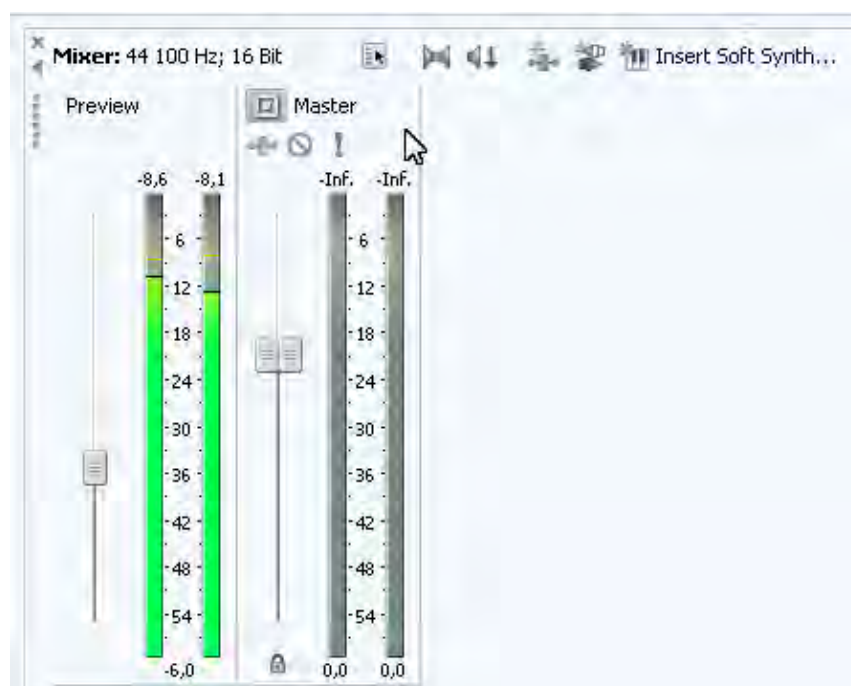 Mixer: 44 100 Hz; 16 Bit Insert Soft Synth...
Preview Master
-8,6 -8,1 -Inf. -Inf.
6 6
12 12
18 18
24 24
30 30
36 36
42 42
48 48
54 54
-6,0 0,0 0,0